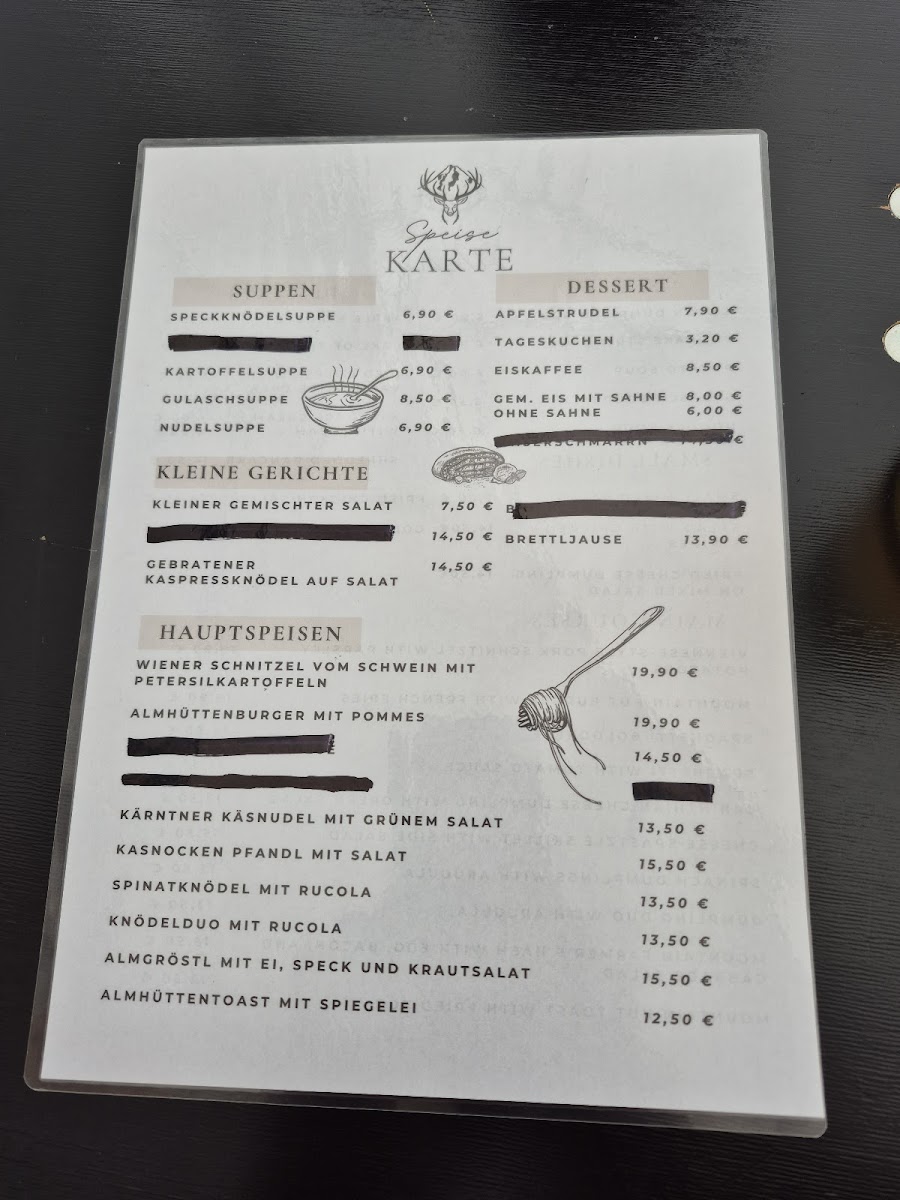 Speise
KARTE
SUPPEN
SPECKKNÖDELSUPPE 6,90 €
KARTOFFELSUPPE 6,90 €
GULASCHSUPPE 8,50 €
NUDELSUPPE 6,90 €
KLEINE GERICHTE
KLEINER GEMISCHTER SALAT 7,50 €
14,50 €
GEBRATENER 14,50 €
KASPRESSKNÖDEL AUF SALAT
DESSERT
APFELSTRUDEL 7,90 €
TAGESKUCHEN 3,20 €
EISKAFFEE 8,50 €
GEM. EIS MIT SAHNE 8,00 €
OHNE SAHNE 6,00 €
BRETTLJAUSE 13,90 €
HAUPTSPEISEN
WIENER SCHNITZEL VOM SCHWEIN MIT 19,90 €
PETERSILKARTOFFELN
ALMHÜTTENBURGER MIT POMMES 19,90 €
14,50 €
KÄRNTNER KÄSNUDEL MIT GRÜNEM SALAT 13,50 €
KASNOCKEN PFANDL MIT SALAT 15,50 €
SPINATKNÖDEL MIT RUCOLA 13,50 €
KNÖDELDUO MIT RUCOLA 13,50 €
ALMGRÖSTL MIT EI, SPECK UND KRAUTSALAT 15,50 €
ALMHÜTTENTOAST MIT SPIEGELEI 12,50 €